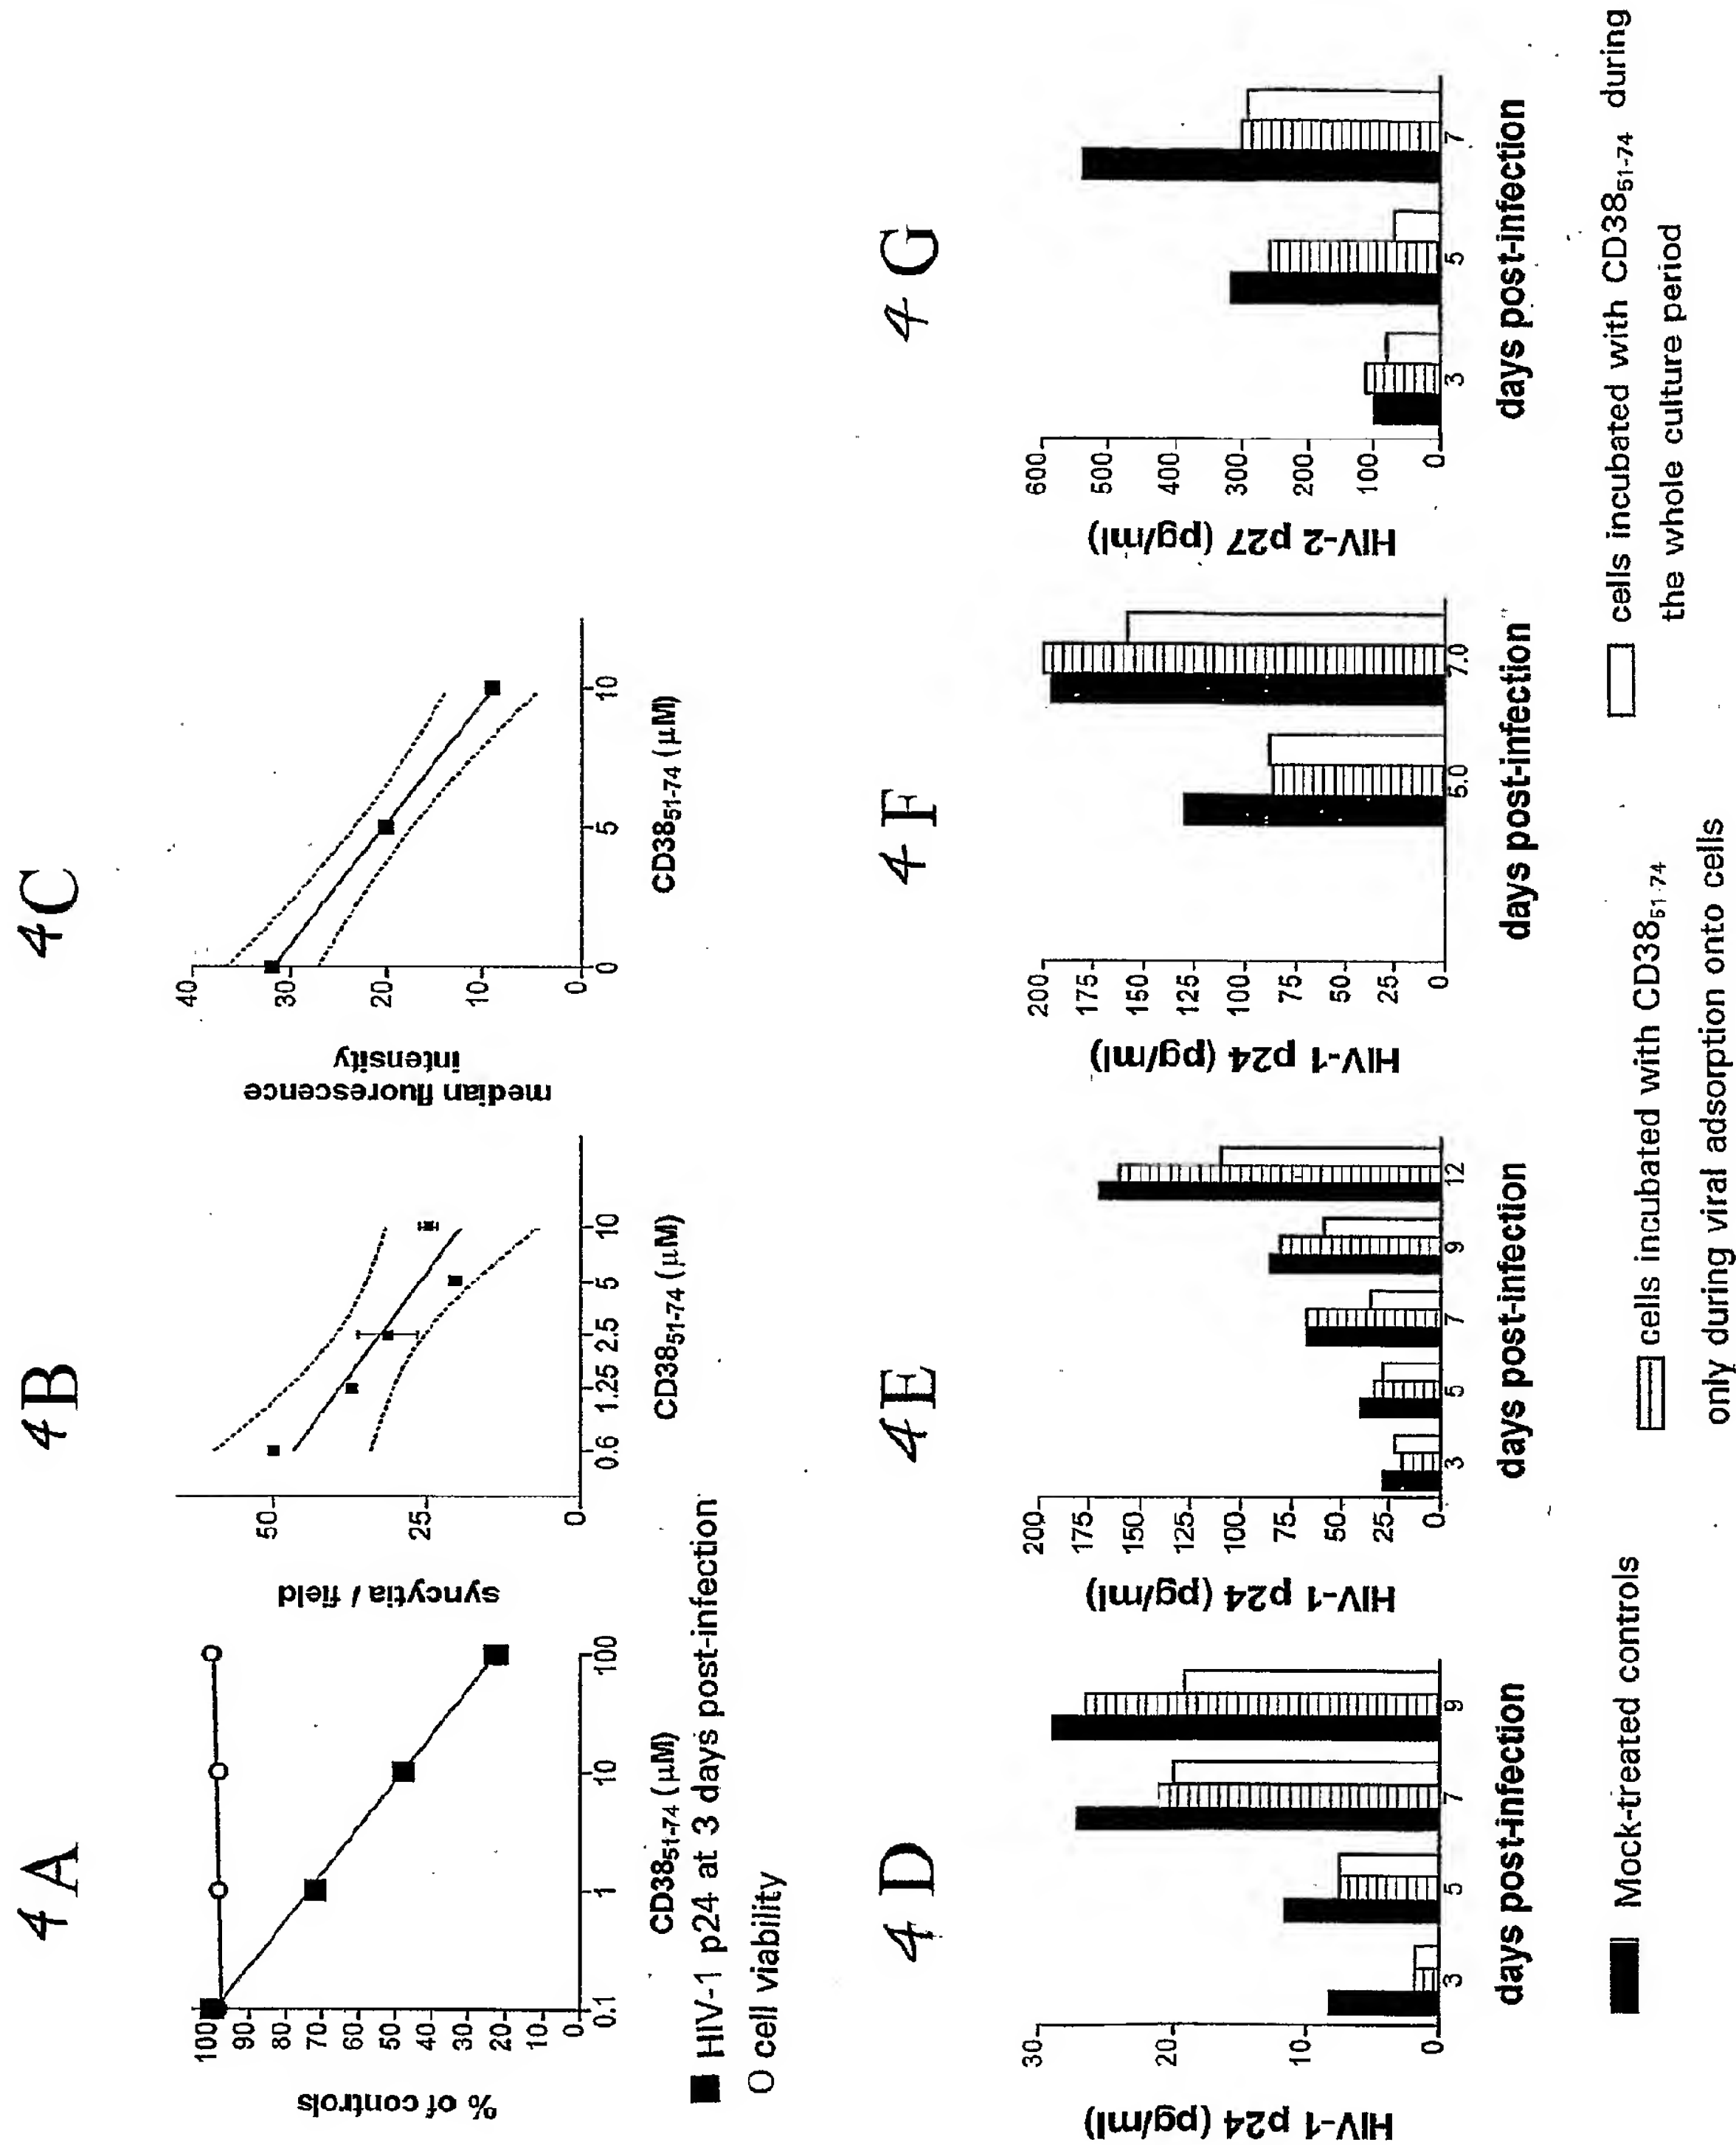 4A
% of controls
100
90
80
70
60
50
40
30
20
10
0
0.1
1
10
100
CD3851-74 (μM)
■ HIV-1 p24 at 3 days post-infection
O cell viability
4B
syncytia / field
50
25
0
0.6
1.25
2.5
5
10
CD3851-74 (μM)
4C
median fluorescence
intensity
40
30
20
10
0
0
5
10
CD3851-74 (μM)
4D
HIV-1 p24 (pg/ml)
30
20
10
0
3
5
7
9
days post-infection
4E
HIV-1 p24 (pg/ml)
200
175
150
125
100
75
50
25
0
3
5
7
9
12
days post-infection
4F
HIV-1 p24 (pg/ml)
200
175
150
125
100
75
50
25
0
5.0
7.0
days post-infection
4G
HIV-2 p27 (pg/ml)
600
500
400
300
200
100
0
3
5
7
days post-infection
Mock-treated controls
cells incubated with CD3851-74
only during viral adsorption onto cells
cells incubated with CD3851-74 during
the whole culture period